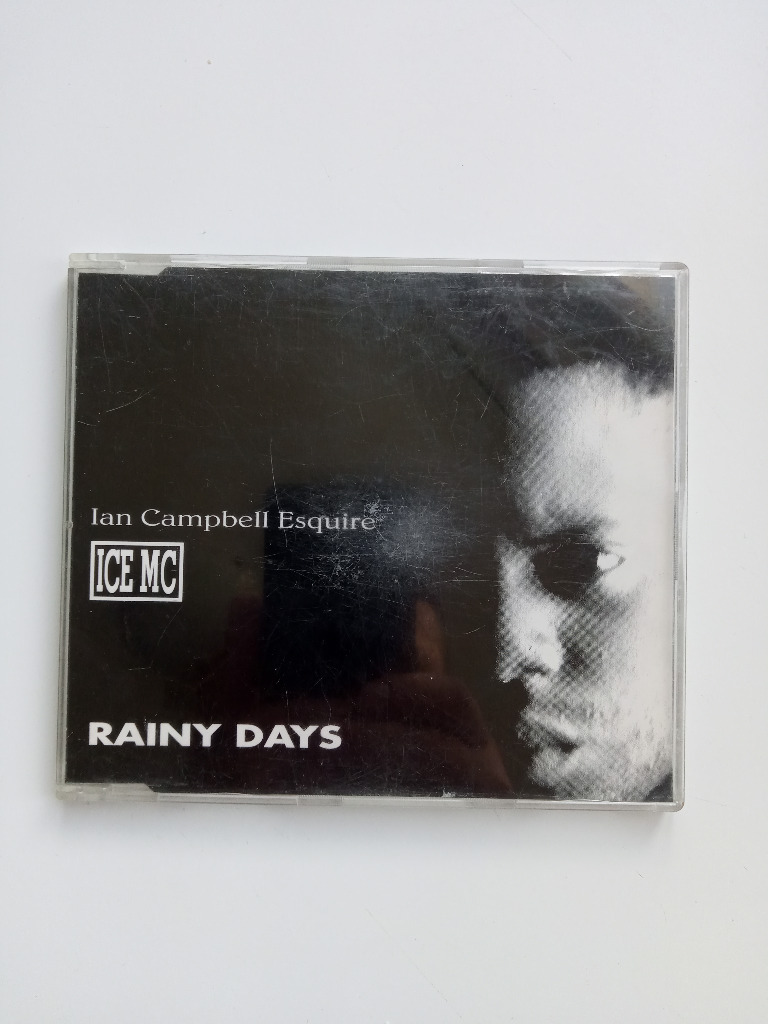 Ian Campbell Esquire
ICE MC
RAINY DAYS